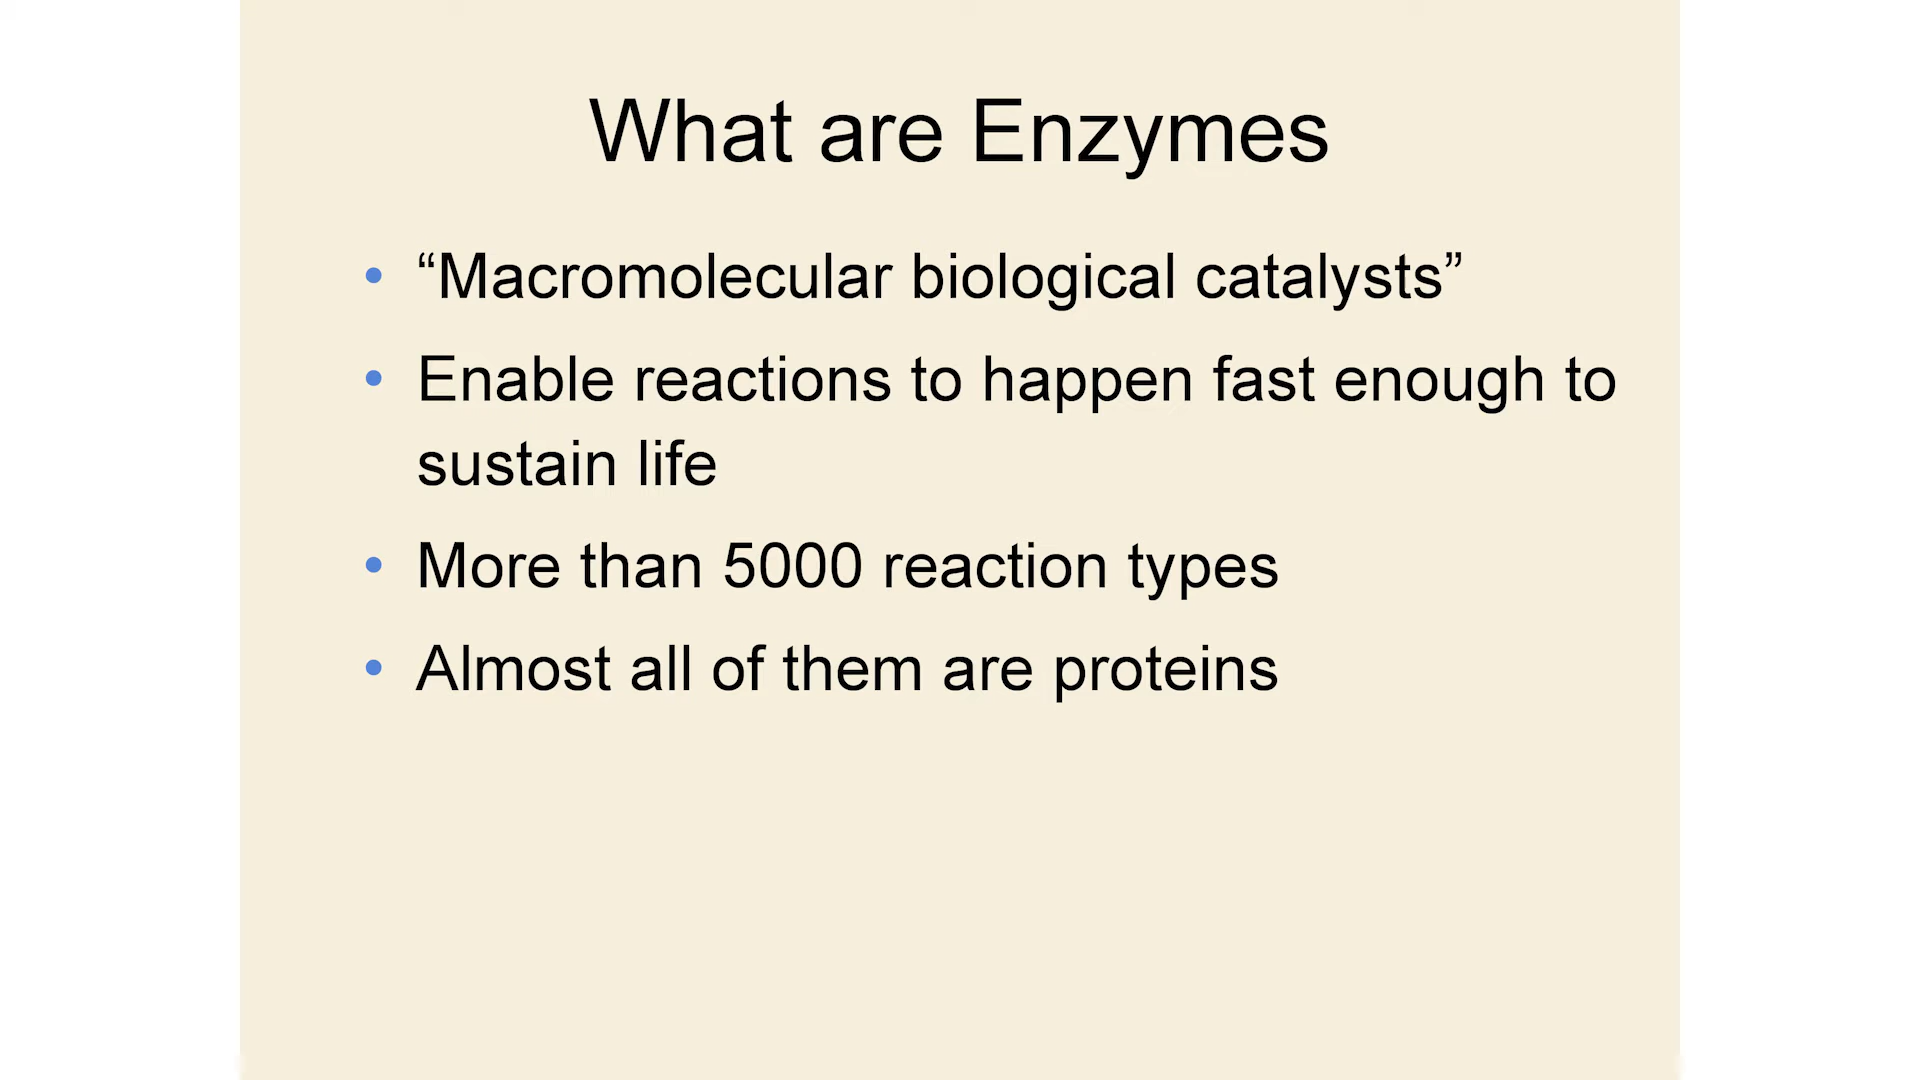 What are Enzymes
• “Macromolecular biological catalysts”
• Enable reactions to happen fast enough to
sustain life
• More than 5000 reaction types
• Almost all of them are proteins